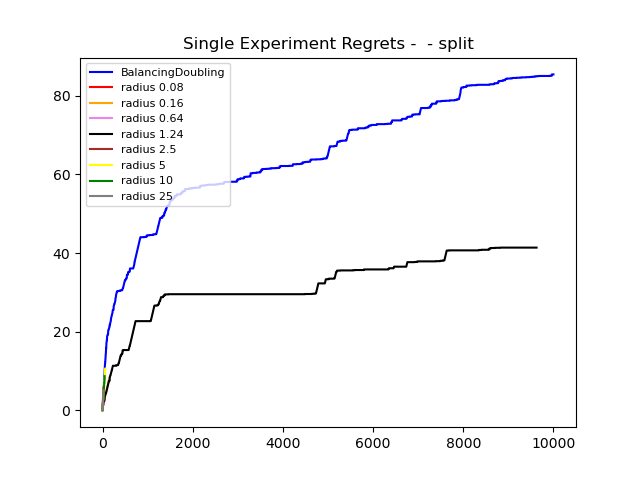 Single Experiment Regrets -  - split
BalancingDoubling
radius 0.08
radius 0.16
radius 0.64
radius 1.24
radius 2.5
radius 5
radius 10
radius 25
80
60
40
20
0
0 2000 4000 6000 8000 10000